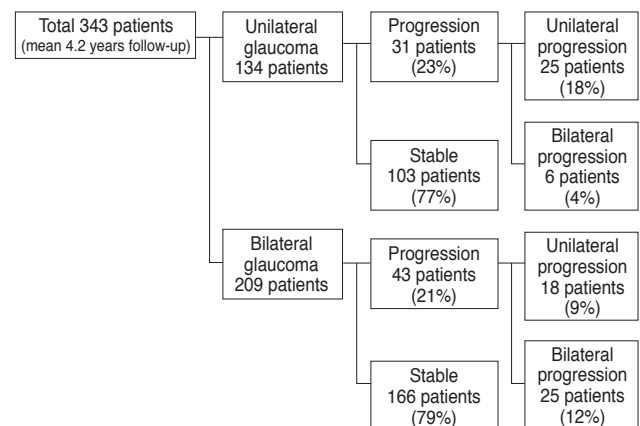 Total 343 patients
(mean 4.2 years follow-up)
Unilateral
glaucoma
134 patients
Progression
31 patients
(23%)
Unilateral
progression
25 patients
(18%)
Stable
103 patients
(77%)
Bilateral
progression
6 patients
(4%)
Bilateral
glaucoma
209 patients
Progression
43 patients
(21%)
Unilateral
progression
18 patients
(9%)
Stable
166 patients
(79%)
Bilateral
progression
25 patients
(12%)